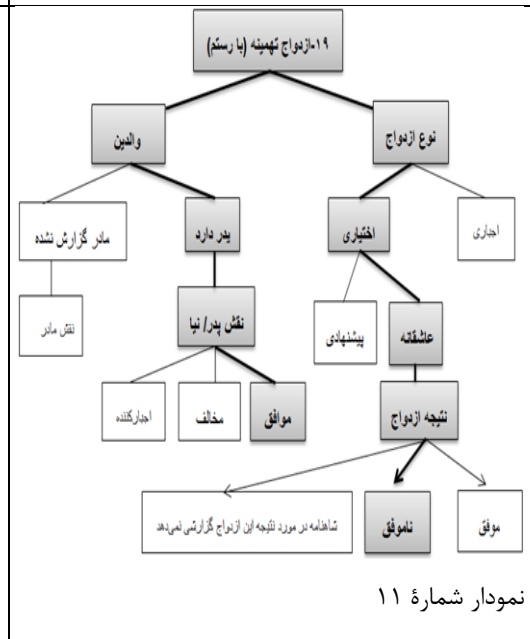 ۱۹-ازدواج تهمینه (با رستم)
نوع ازدواج
والدین
اجباری
اختیاری
پدر دارد
مادر گزارش نشده
پیشنهادی
عاشقانه
نقش پدر/ نیا
نقش مادر
نتیجه ازدواج
موافق
مخالف
اجبارکننده
موفق
ناموفق
شاهنامه در مورد نتیجه این ازدواج گزارشی نمی‌دهد
نمودار شمارهٔ ۱۱